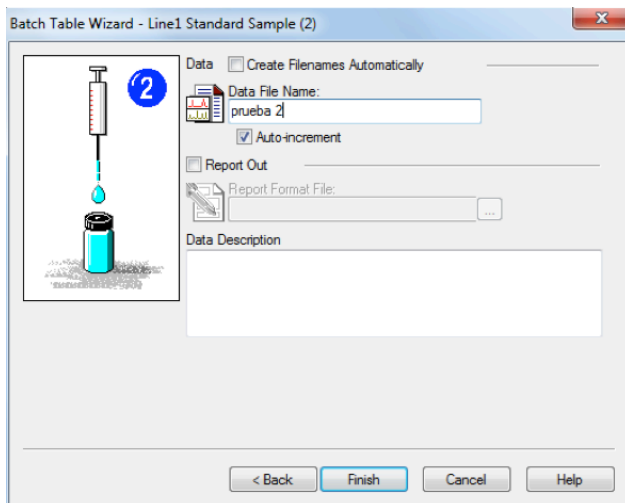 Batch Table Wizard - Line1 Standard Sample (2)
2
Data Create Filenames Automatically
Data File Name:
prueba 2
Auto-increment
Report Out
Report Format File:
...
Data Description
< Back Finish Cancel Help